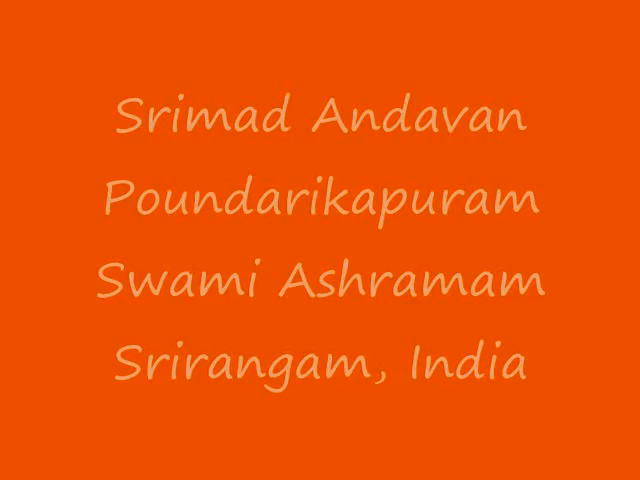 Srimad Andavan
Poundarikapuram
Swami Ashramam
Srirangam, India